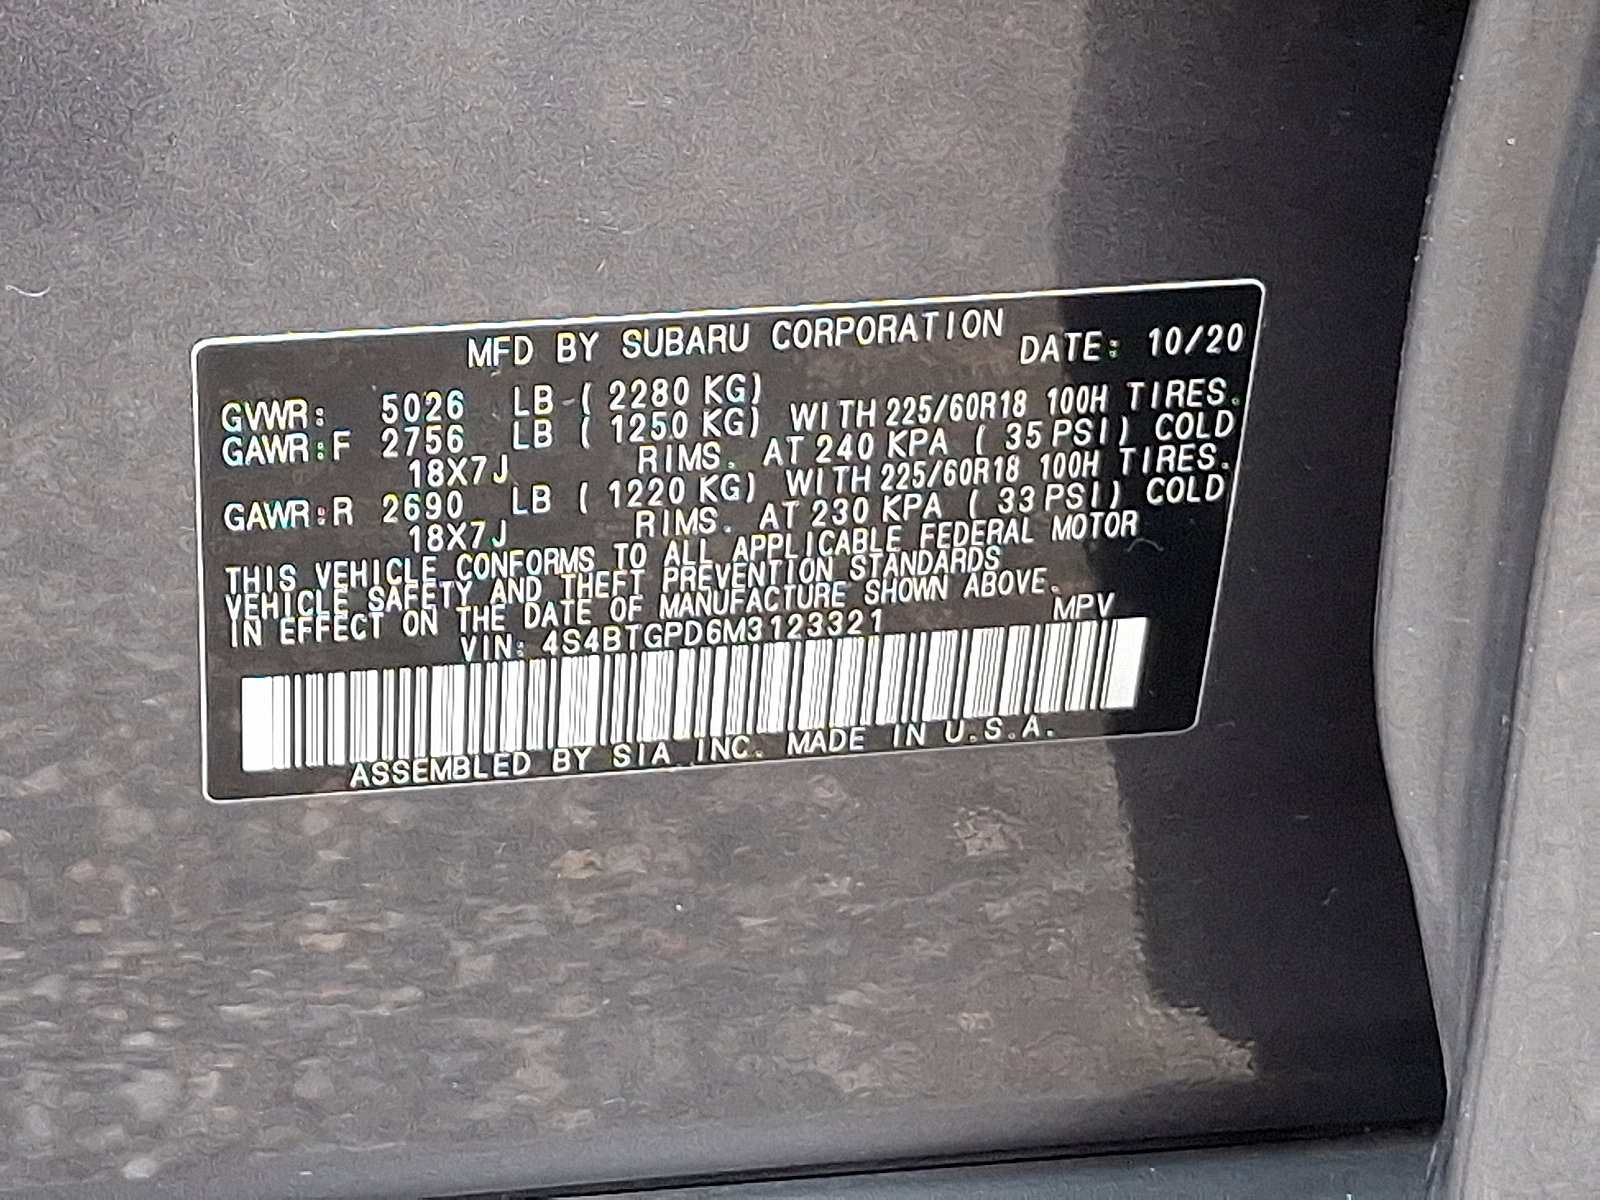 MFD BY SUBARU CORPORATION DATE: 10/20
GVWR: 5026 LB ( 2280 KG)
GAWR:F 2756 LB ( 1250 KG) WITH 225/60R18 100H TIRES.
18X7J RIMS. AT 240 KPA ( 35 PSI) COLD
GAWR:R 2690 LB ( 1220 KG) WITH 225/60R18 100H TIRES.
18X7J RIMS. AT 230 KPA ( 33 PSI) COLD
THIS VEHICLE CONFORMS TO ALL APPLICABLE FEDERAL MOTOR
VEHICLE SAFETY AND THEFT PREVENTION STANDARDS
IN EFFECT ON THE DATE OF MANUFACTURE SHOWN ABOVE.
VIN: 4S4BTGPD6M3123321 MPV
ASSEMBLED BY SIA INC. MADE IN U.S.A.